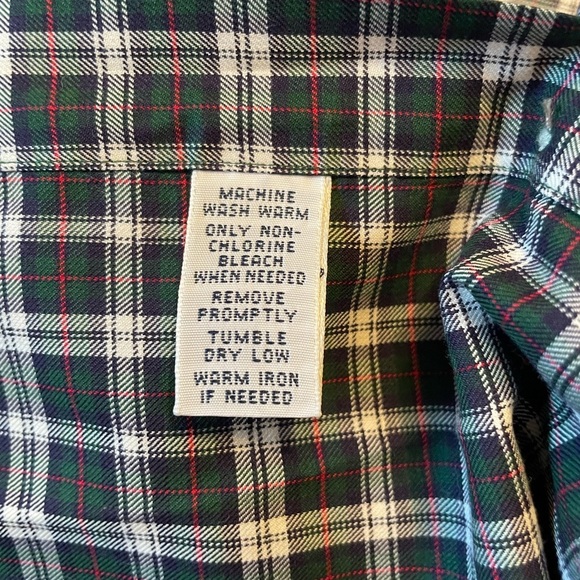 MACHINE
WASH WARM
ONLY NON-
CHLORINE
BLEACH
WHEN NEEDED
REMOVE
PROMPTLY
TUMBLE
DRY LOW
WARM IRON
IF NEEDED